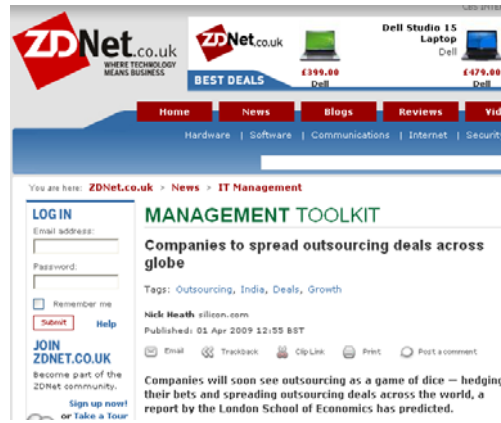 ZDNet.co.uk
WHERE TECHNOLOGY
MEANS BUSINESS
ZDNet.co.uk
BEST DEALS
£399.00
Dell
Dell Studio 15
Laptop
Dell
£479.00
Dell
Home News Blogs Reviews Vid
Hardware | Software | Communications | Internet | Security
You are here: ZDNet.co.uk > News > IT Management
LOG IN
Email address:
Password:
Remember me
Submit Help
JOIN
ZDNET.CO.UK
Become part of the
ZDNet community.
Sign up now!
or Take a Tour
MANAGEMENT TOOLKIT
Companies to spread outsourcing deals across
globe
Tags: Outsourcing, India, Deals, Growth
Nick Heath silicon.com
Published: 01 Apr 2009 12:55 BST
Email Trackback Clip Link Print Post a comment
Companies will soon see outsourcing as a game of dice — hedging
their bets and spreading outsourcing deals across the world, a
report by the London School of Economics has predicted.